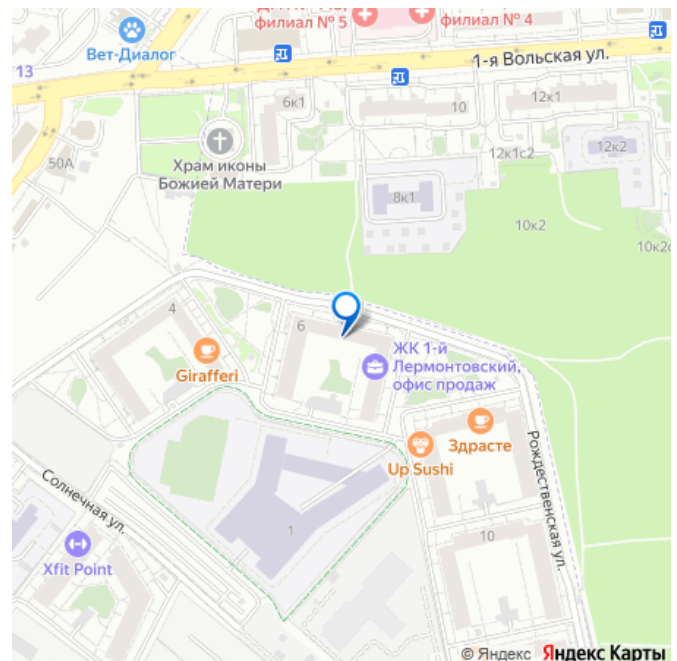 филиал № 5
филиал № 4
Вет-Диалог
1-я Вольская ул.
13
6к1
10
12к1
50А
Храм иконы
Божией Матери
12к1с2
12к2
8к1
10к2
10к2с
4
6
ЖК 1-й
Лермонтовский,
офис продаж
Girafferi
Здрасте
Up Sushi
Рождественская ул.
Солнечная ул.
1
10
Xfit Point
© Яндекс Яндекс Карты